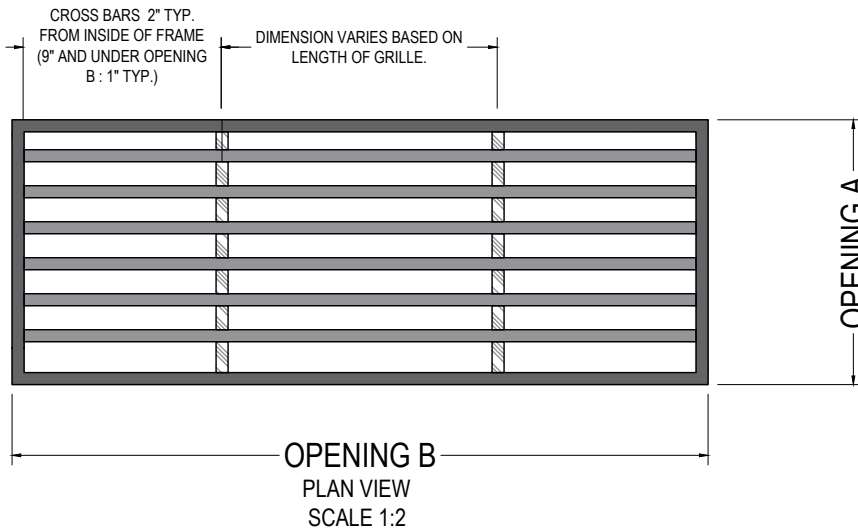 CROSS BARS 2" TYP.
FROM INSIDE OF FRAME
(9" AND UNDER OPENING
B : 1" TYP.)
DIMENSION VARIES BASED ON
LENGTH OF GRILLE.
OPENING A
OPENING B
PLAN VIEW
SCALE 1:2